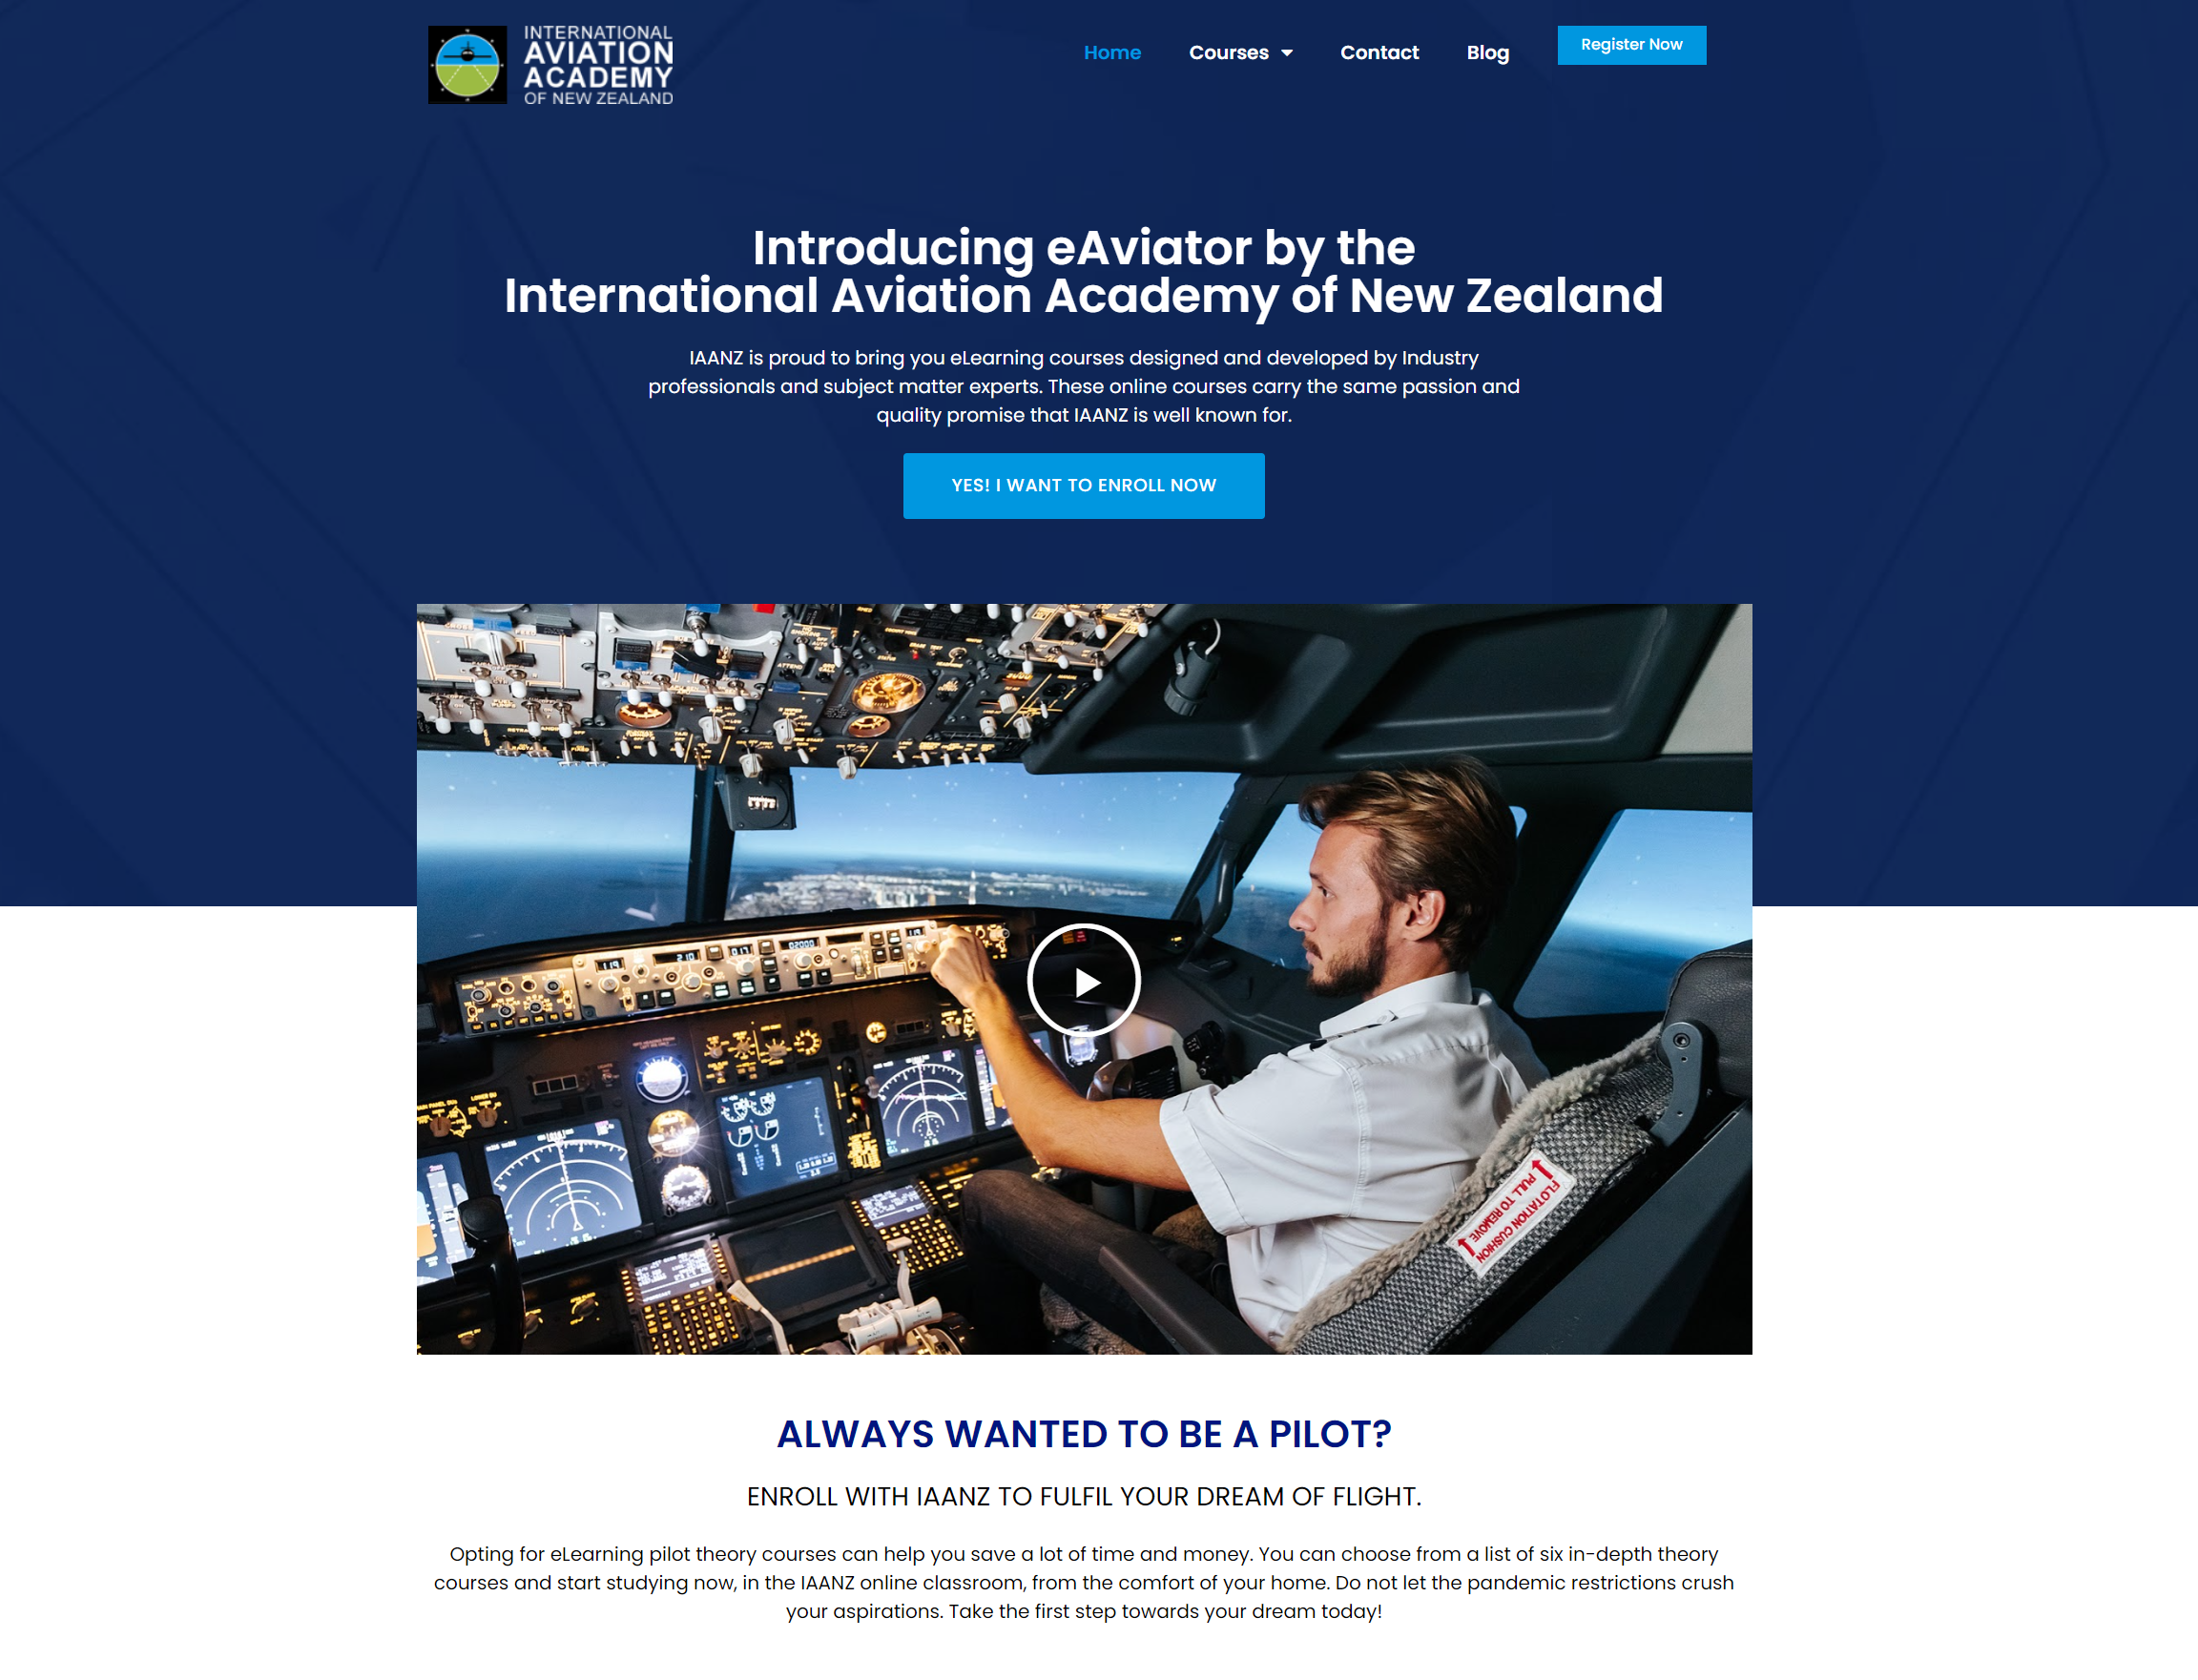 INTERNATIONAL
AVIATION
ACADEMY
OF NEW ZEALAND
Home
Courses
Contact
Blog
Register Now
Introducing eAviator by the
International Aviation Academy of New Zealand
IAANZ is proud to bring you eLearning courses designed and developed by Industry
professionals and subject matter experts. These online courses carry the same passion and
quality promise that IAANZ is well known for.
YES! I WANT TO ENROLL NOW
FLOTATION CUSHION
PULL TO REMOVE
ALWAYS WANTED TO BE A PILOT?
ENROLL WITH IAANZ TO FULFIL YOUR DREAM OF FLIGHT.
Opting for eLearning pilot theory courses can help you save a lot of time and money. You can choose from a list of six in-depth theory
courses and start studying now, in the IAANZ online classroom, from the comfort of your home. Do not let the pandemic restrictions crush
your aspirations. Take the first step towards your dream today!